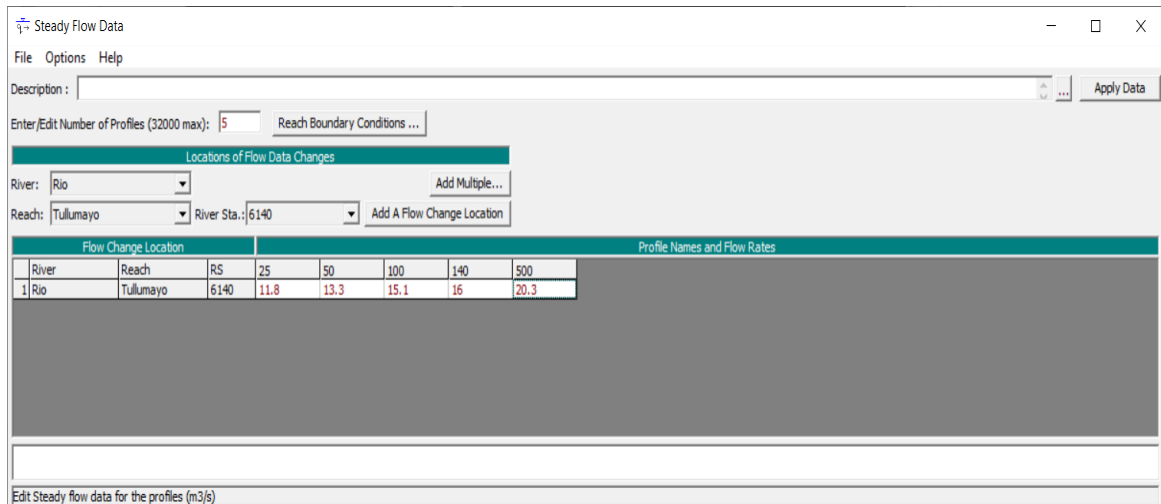 Steady Flow Data
File Options Help
Description :
... Apply Data
Enter/Edit Number of Profiles (32000 max): 5 Reach Boundary Conditions ...
Locations of Flow Data Changes
River: Rio Add Multiple...
Reach: Tullumayo River Sta.: 6140 Add A Flow Change Location
Flow Change Location Profile Names and Flow Rates
River Reach RS 25 50 100 140 500
1 Rio Tullumayo 6140 11.8 13.3 15.1 16 20.3
Edit Steady flow data for the profiles (m3/s)